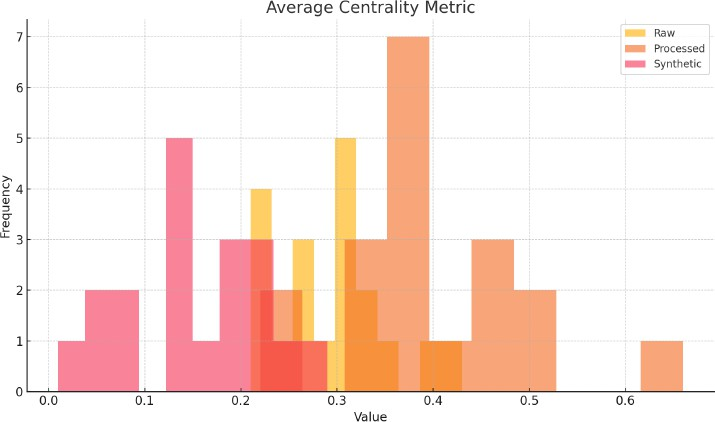 Average Centrality Metric
Raw
Processed
Synthetic
7
6
5
4
3
2
1
0
Frequency
0.0 0.1 0.2 0.3 0.4 0.5 0.6
Value